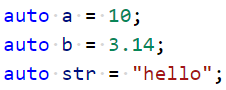 auto a = 10;
auto b = 3.14;
auto str = "hello";